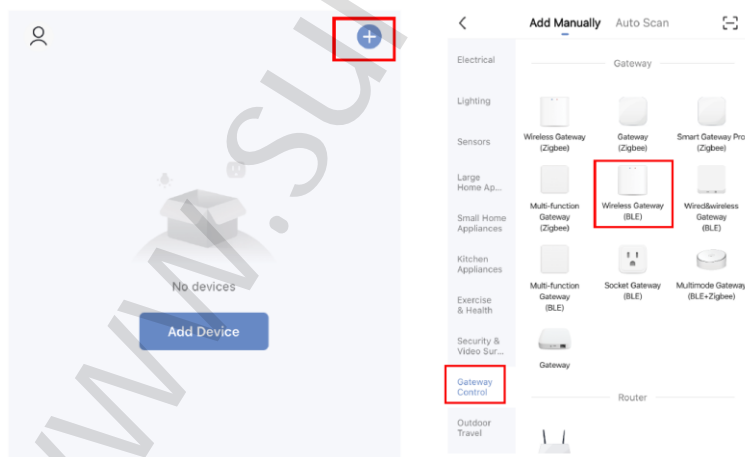 No devices
Add Device
www.su
Add Manually Auto Scan
Electrical
Lighting
Sensors
Large
Home Ap...
Small Home
Appliances
Kitchen
Appliances
Exercise
& Health
Security &
Video Sur...
Gateway
Control
Outdoor
Travel
Gateway
Wireless Gateway
(Zigbee)
Gateway
(Zigbee)
Smart Gateway Pro
(Zigbee)
Multi-function
Gateway
(Zigbee)
Wireless Gateway
(BLE)
Wired&wireless
Gateway
(BLE)
Multi-function
Gateway
(BLE)
Socket Gateway
(BLE)
Multimode Gateway
(BLE+Zigbee)
Gateway
Router